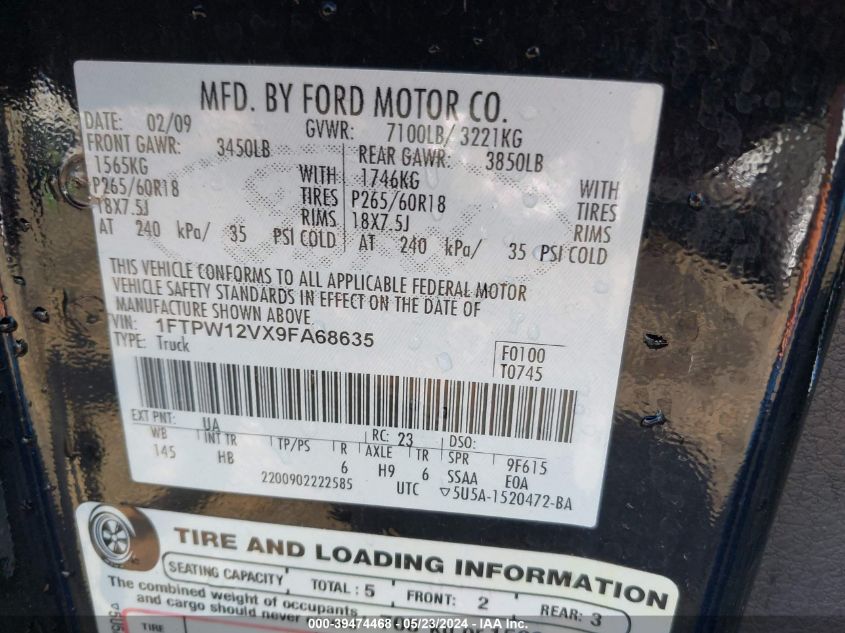 MFD. BY FORD MOTOR CO.
DATE: 02/09 GVWR: 7100LB/ 3221KG
FRONT GAWR: 3450LB REAR GAWR: 3850LB
1565KG WITH 1746KG WITH
P265/60R18 TIRES P265/60R18 TIRES
18X7.5J RIMS 18X7.5J RIMS
AT 240 kPa/ 35 PSI COLD AT 240 kPa/ 35 PSI COLD
THIS VEHICLE CONFORMS TO ALL APPLICABLE FEDERAL MOTOR
VEHICLE SAFETY STANDARDS IN EFFECT ON THE DATE OF
MANUFACTURE SHOWN ABOVE
VIN: 1FTPW12VX9FA68635
TYPE: Truck
F0100
T0745
EXT PNT: UA RC: 23 DSO:
WB INT TR TP/PS R AXLE TR SPR 9F615
145 HB 6 H9 6 SSAA E0A
2200902222585 UTC ▽5U5A-1520472-BA
TIRE AND LOADING INFORMATION
SEATING CAPACITY TOTAL : 5 FRONT: 2 REAR: 3
The combined weight of occupants
and cargo should never
TIRE
000-39474468 - 05/23/2024 - IAA Inc.